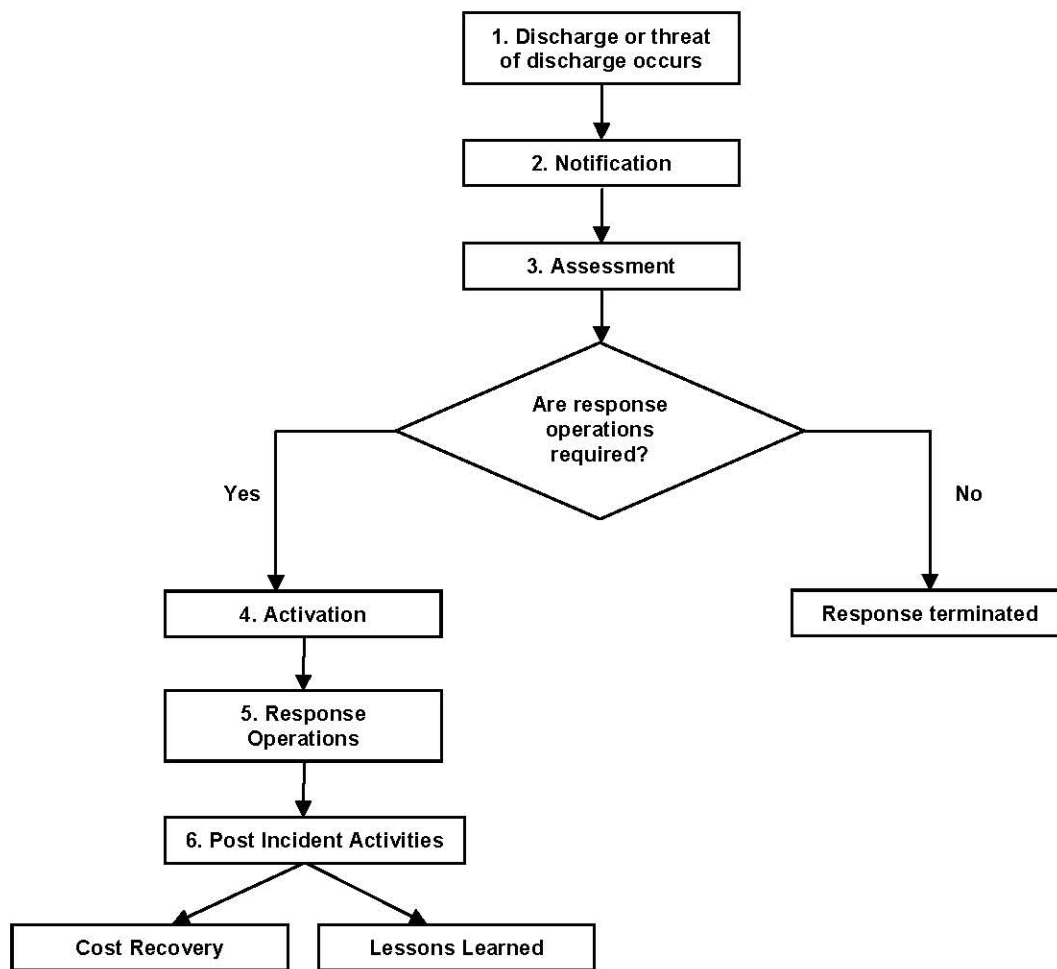 1. Discharge or threat
of discharge occurs
2. Notification
3. Assessment
Are response
operations
required?
Yes
No
4. Activation
Response terminated
5. Response
Operations
6. Post Incident Activities
Cost Recovery
Lessons Learned